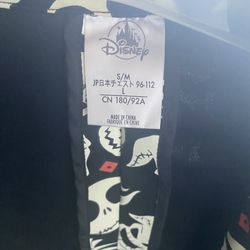 Disney
S/M
JP日本チェスト 96-112
L
CN 180/92A
MADE IN CHINA
FABRIQUÉ EN CHINE